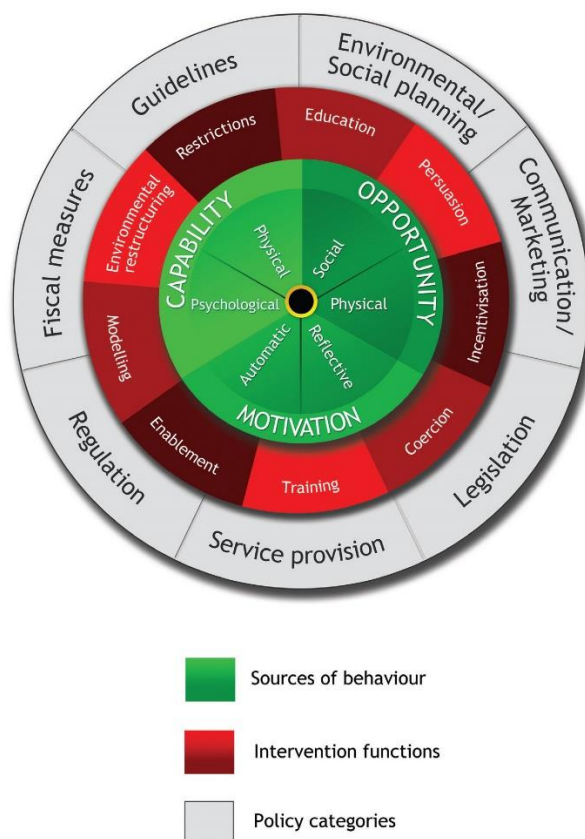 Guidelines
Environmental/
Social planning
Communication/
Marketing
Legislation
Service provision
Regulation
Fiscal measures
Restrictions
Education
Persuasion
Incentivisation
Coercion
Training
Enablement
Modelling
Environmental
restructuring
CAPABILITY
OPPORTUNITY
MOTIVATION
Physical
Social
Psychological
Physical
Automatic
Reflective
Sources of behaviour
Intervention functions
Policy categories